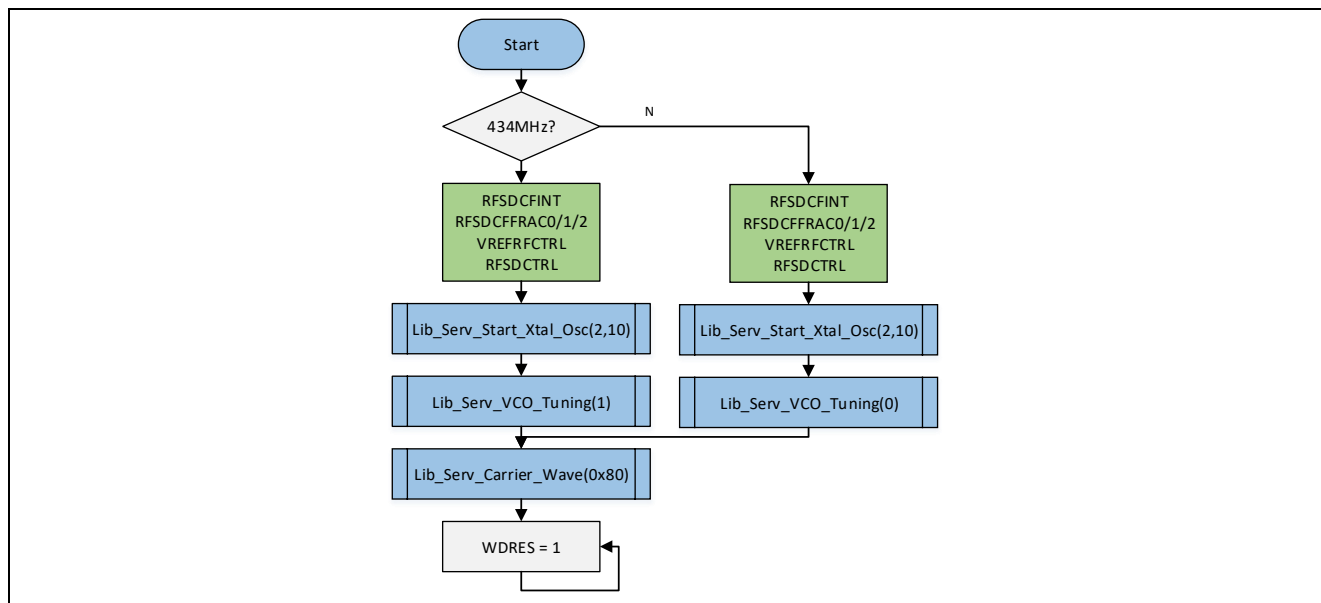 Start
434MHz?
N
RFSDCFINT
RFSDCFFRAC0/1/2
VREFRFCTRL
RFSDCTRL
RFSDCFINT
RFSDCFFRAC0/1/2
VREFRFCTRL
RFSDCTRL
Lib_Serv_Start_Xtal_Osc(2,10)
Lib_Serv_Start_Xtal_Osc(2,10)
Lib_Serv_VCO_Tuning(1)
Lib_Serv_VCO_Tuning(0)
Lib_Serv_Carrier_Wave(0x80)
WDRES = 1